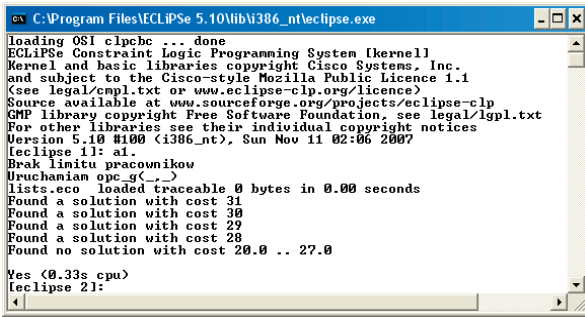 C:\Program Files\ECLiPSe 5.10\lib\i386_nt\eclipse.exe
loading OSI clpcbc ... done
ECLiPSe Constraint Logic Programming System [kernel]
Kernel and basic libraries copyright Cisco Systems, Inc.
and subject to the Cisco-style Mozilla Public Licence 1.1
(see legal/cmpl.txt or www.eclipse-clp.org/licence)
Source available at www.sourceforge.org/projects/eclipse-clp
GMP library copyright Free Software Foundation, see legal/lgpl.txt
For other libraries see their individual copyright notices
Version 5.10 #100 (i386_nt), Sun Nov 11 02:06 2007
[eclipse 1]: a1.
Brak limitu pracownikow
Uruchamiam opc_g(_,_)
lists.eco  loaded traceable 0 bytes in 0.00 seconds
Found a solution with cost 31
Found a solution with cost 30
Found a solution with cost 29
Found a solution with cost 28
Found no solution with cost 20.0 .. 27.0
Yes (0.33s cpu)
[eclipse 2]: